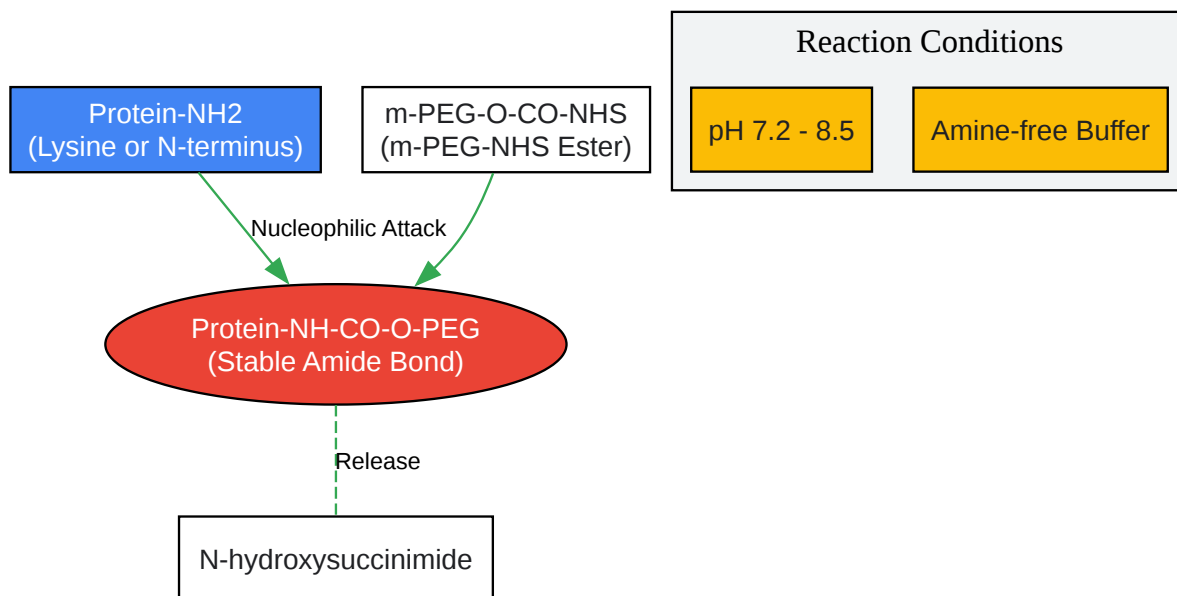 Reaction Conditions
Protein-NH2
(Lysine or N-terminus)
m-PEG-O-CO-NHS
(m-PEG-NHS Ester)
pH 7.2 - 8.5
Amine-free Buffer
Nucleophilic Attack
Protein-NH-CO-O-PEG
(Stable Amide Bond)
Release
N-hydroxysuccinimide